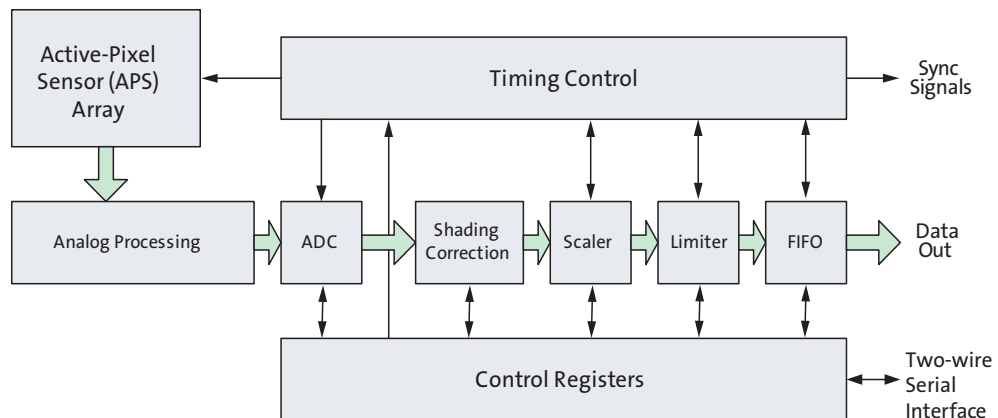 Active-Pixel
Sensor (APS)
Array
Timing Control
Sync
Signals
Analog Processing
ADC
Shading
Correction
Scaler
Limiter
FIFO
Data
Out
Control Registers
Two-wire
Serial
Interface